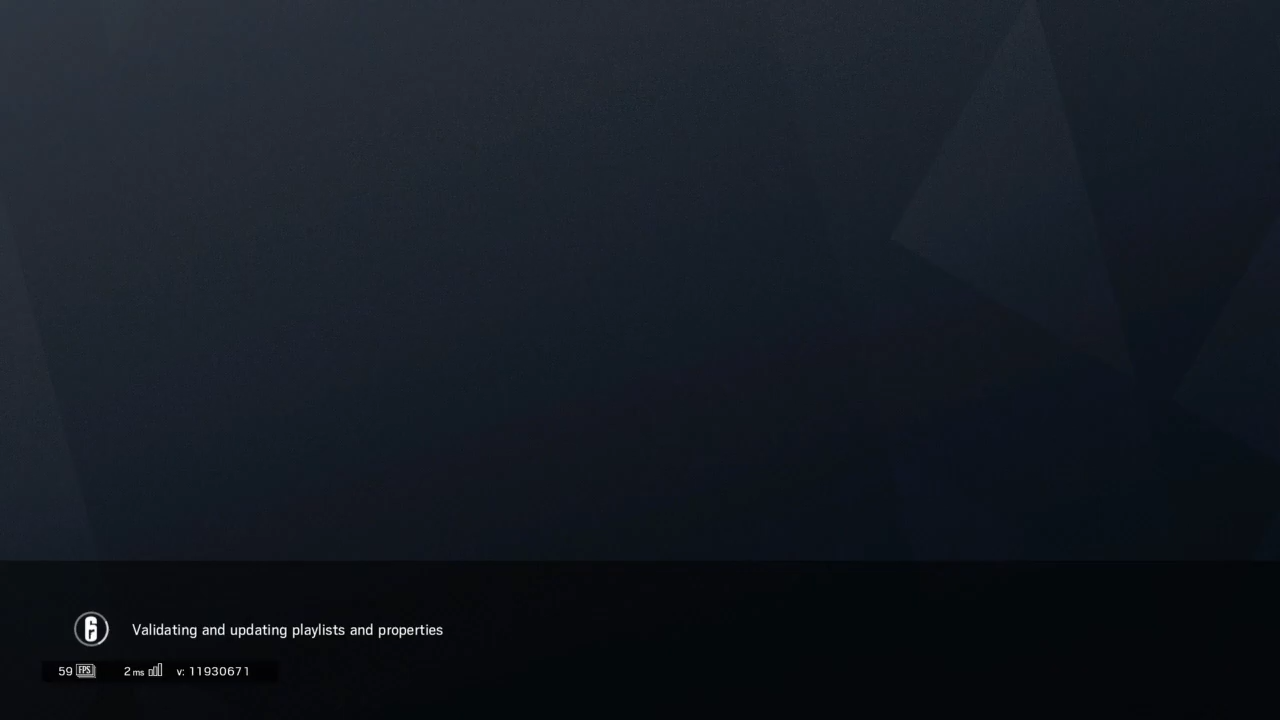 Validating and updating playlists and properties
59 FPS 2 ms v: 11930671